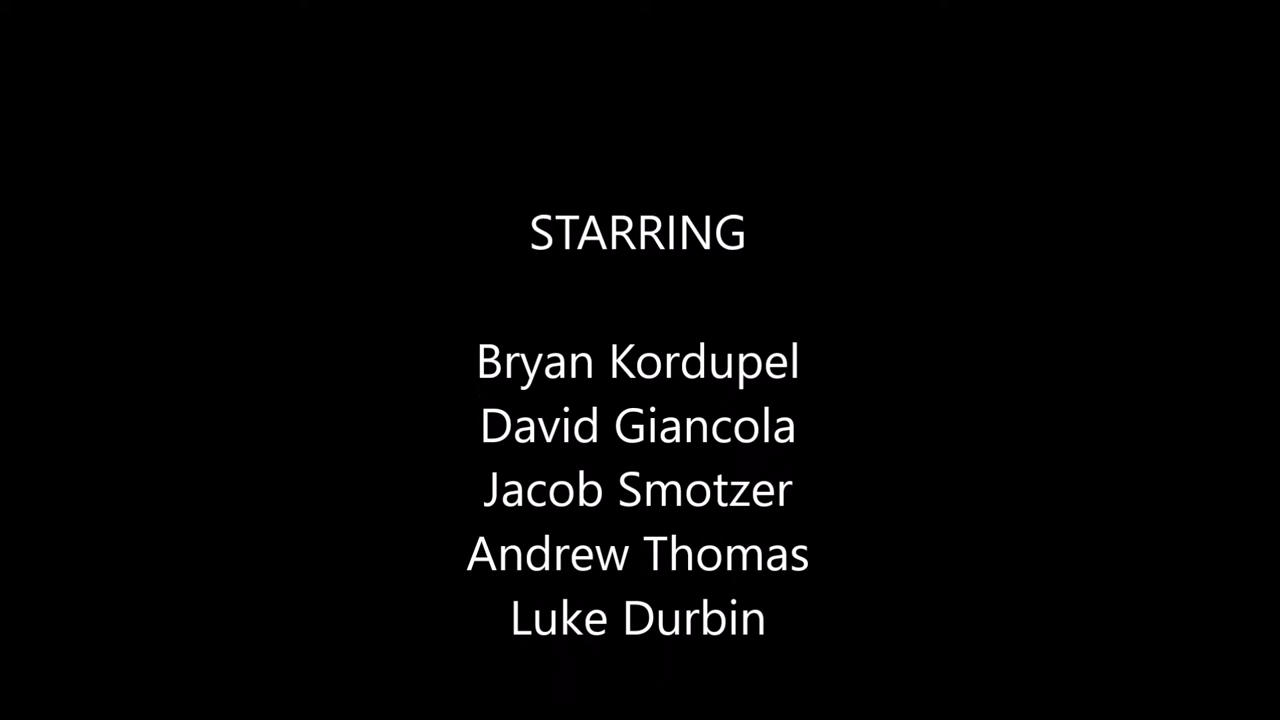 STARRING
Bryan Kordupel
David Giancola
Jacob Smotzer
Andrew Thomas
Luke Durbin